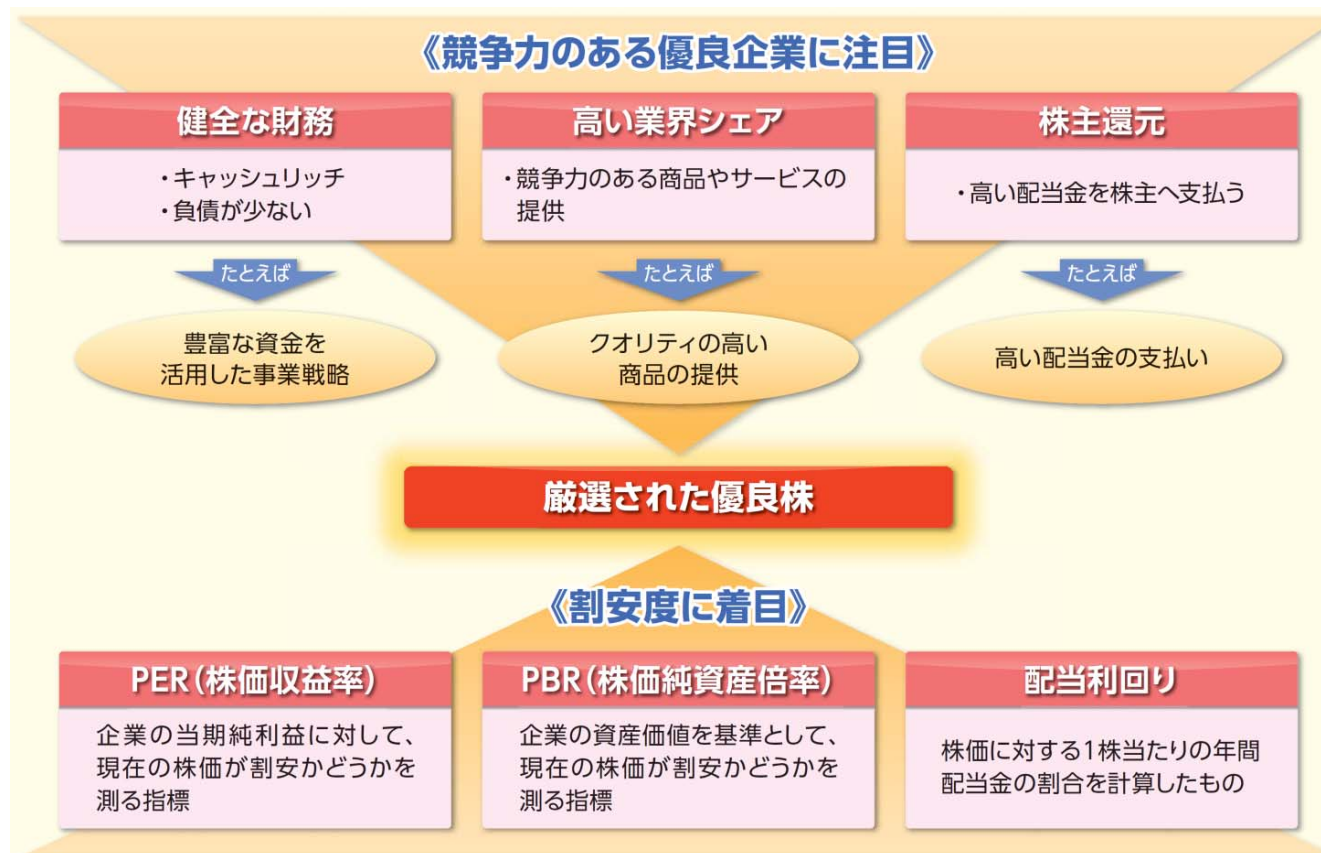 《競争力のある優良企業に注目》
健全な財務
・キャッシュリッチ
・負債が少ない
たとえば
豊富な資金を
活用した事業戦略
高い業界シェア
・競争力のある商品やサービスの
提供
たとえば
クオリティの高い
商品の提供
株主還元
・高い配当金を株主へ支払う
たとえば
高い配当金の支払い
厳選された優良株
《割安度に着目》
PER(株価収益率)
企業の当期純利益に対して、
現在の株価が割安かどうかを
測る指標
PBR(株価純資産倍率)
企業の資産価値を基準として、
現在の株価が割安かどうかを
測る指標
配当利回り
株価に対する1株当たりの年間
配当金の割合を計算したもの